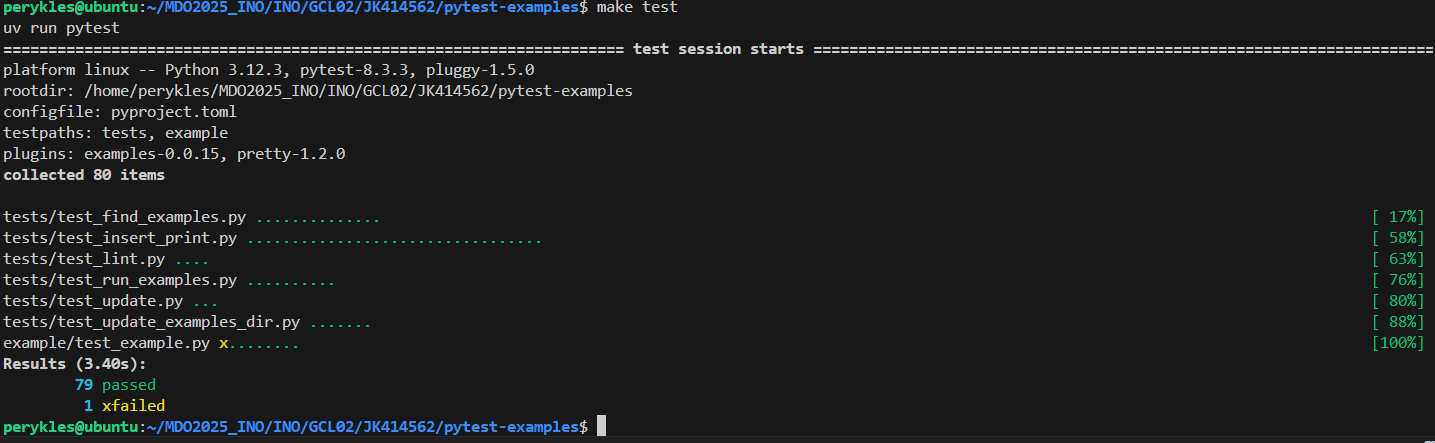 perykles@ubuntu:~/MDO2025_INO/INO/GCL02/JK414562/pytest-examples$ make test
uv run pytest
===================================================================== test session starts =====================================================================
platform linux -- Python 3.12.3, pytest-8.3.3, pluggy-1.5.0
rootdir: /home/perykles/MDO2025_INO/INO/GCL02/JK414562/pytest-examples
configfile: pyproject.toml
testpaths: tests, example
plugins: examples-0.0.15, pretty-1.2.0
collected 80 items
tests/test_find_examples.py .............. [ 17%]
tests/test_insert_print.py ................................. [ 58%]
tests/test_lint.py .... [ 63%]
tests/test_run_examples.py .......... [ 76%]
tests/test_update.py ... [ 80%]
tests/test_update_examples_dir.py ....... [ 88%]
example/test_example.py x........ [100%]
Results (3.40s):
79 passed
1 xfailed
perykles@ubuntu:~/MDO2025_INO/INO/GCL02/JK414562/pytest-examples$